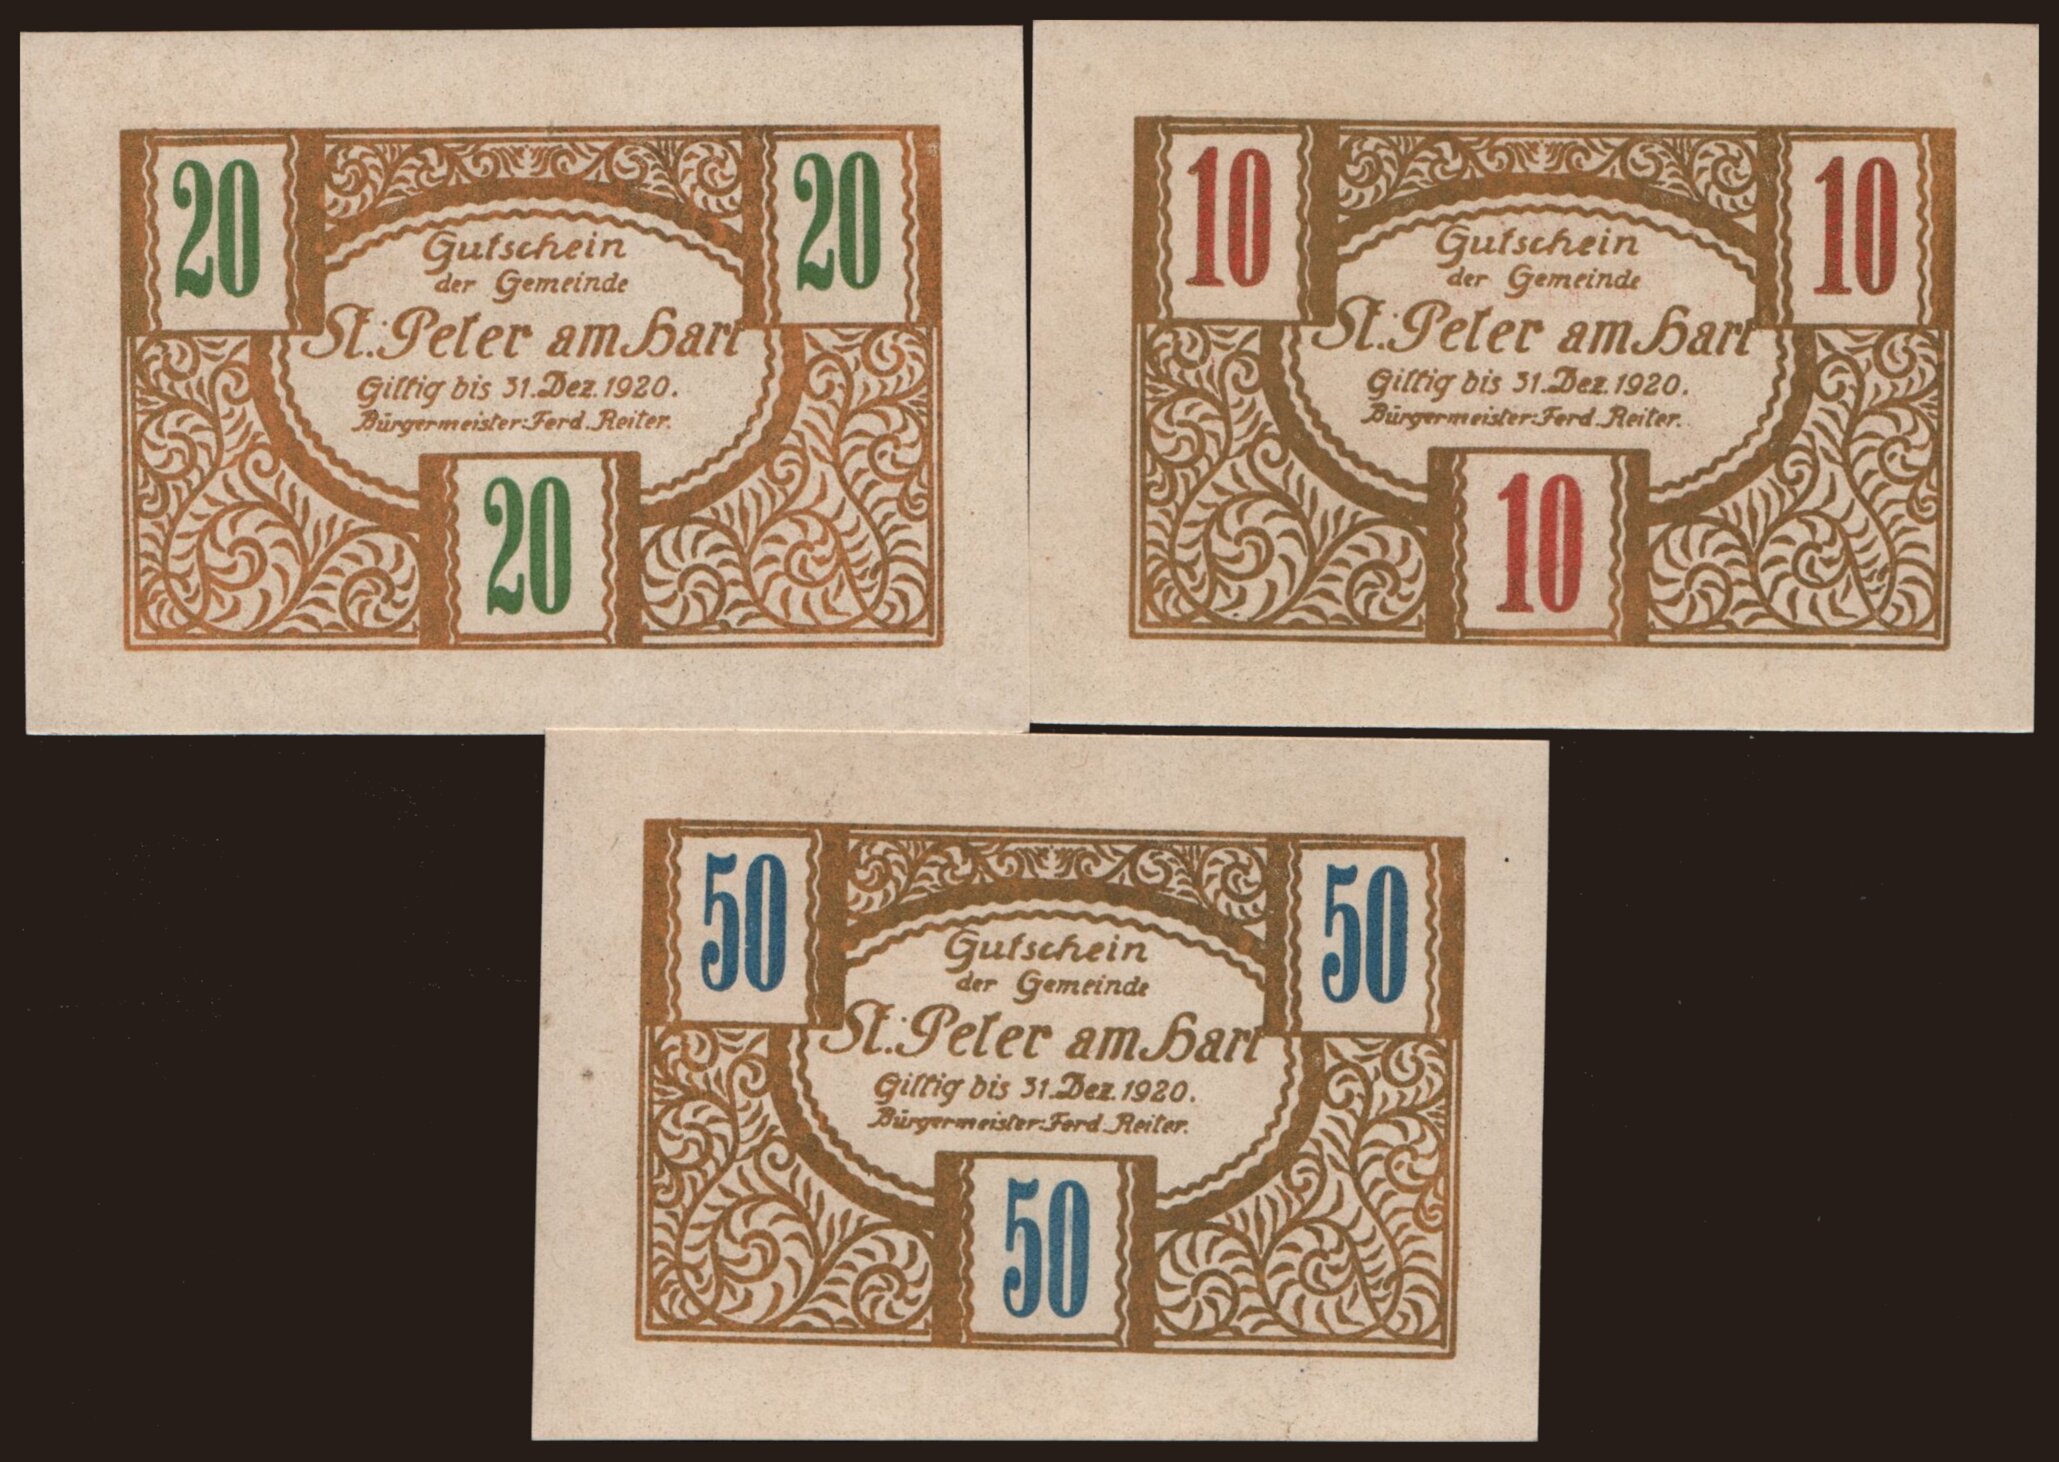 20 20
Gutschein
der Gemeinde
St. Peter am Hart
Giltig bis 31. Dez. 1920.
Bürgermeister: Ferd. Reiter.
20
10 10
Gutschein
der Gemeinde
St. Peter am Hart
Giltig bis 31. Dez. 1920.
Bürgermeister: Ferd. Reiter.
10
50 50
Gutschein
der Gemeinde
St. Peter am Hart
Giltig bis 31. Dez. 1920.
Bürgermeister: Ferd. Reiter.
50